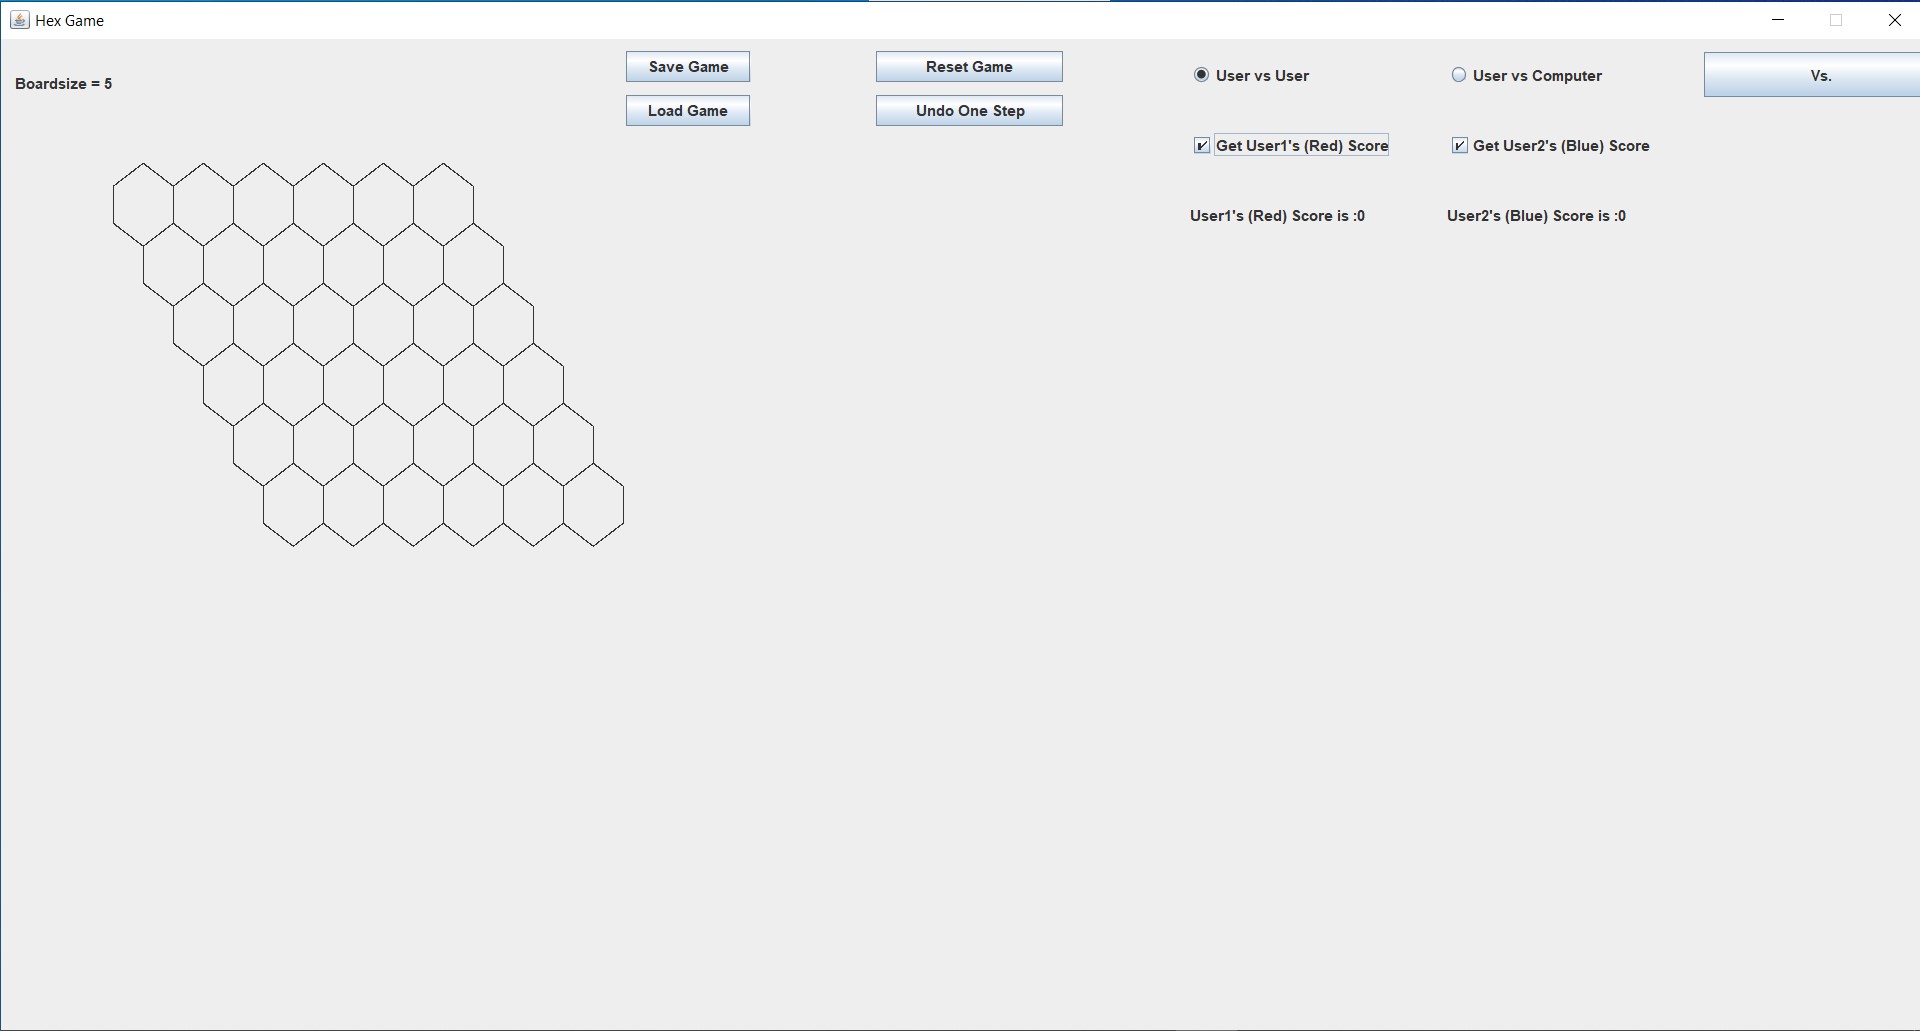 Hex Game
Boardsize = 5
Save Game
Load Game
Reset Game
Undo One Step
User vs User
User vs Computer
Vs.
Get User1's (Red) Score
Get User2's (Blue) Score
User1's (Red) Score is :0
User2's (Blue) Score is :0